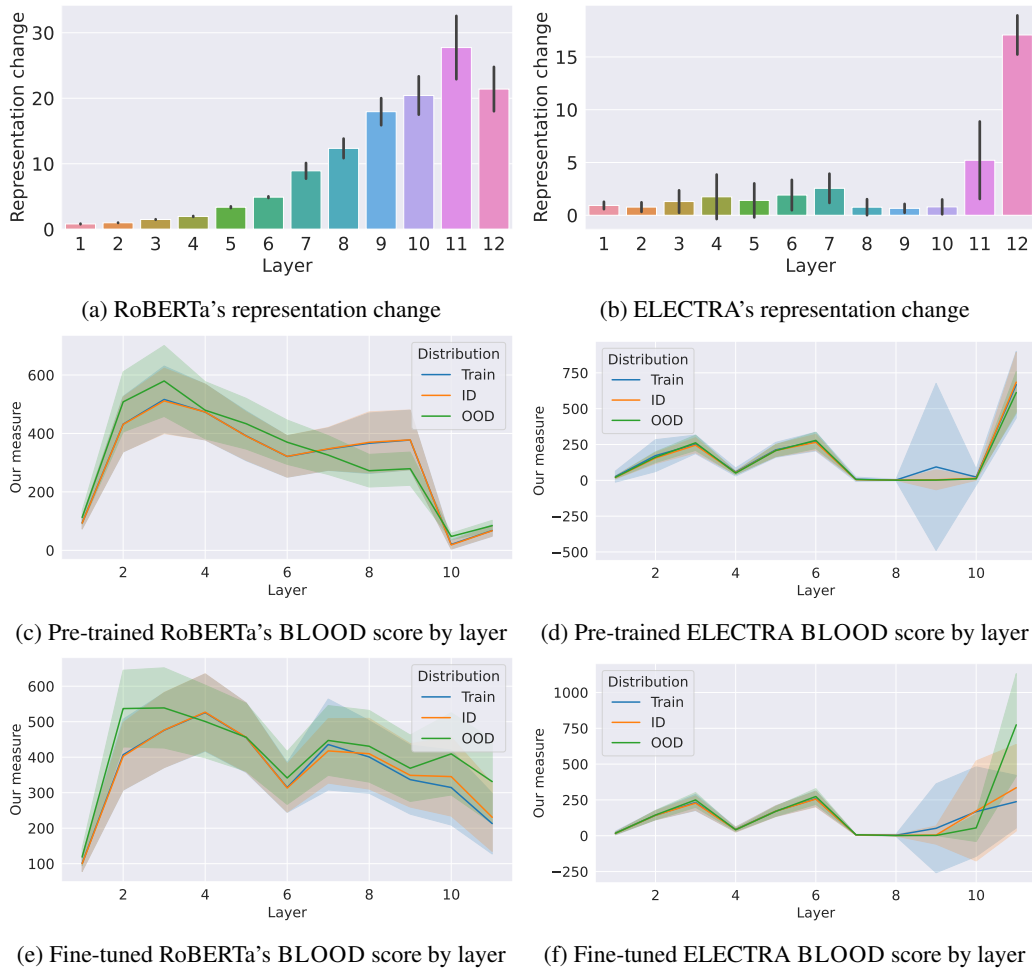 Representation change
30
20
10
0
1 2 3 4 5 6 7 8 9 10 11 12
Layer
(a) RoBERTa's representation change
Representation change
15
10
5
0
1 2 3 4 5 6 7 8 9 10 11 12
Layer
(b) ELECTRA's representation change
Our measure
600
400
200
0
2 4 6 8 10
Layer
Distribution
Train
ID
OOD
(c) Pre-trained RoBERTa's BLOOD score by layer
Our measure
750
500
250
0
−250
−500
2 4 6 8 10
Layer
Distribution
Train
ID
OOD
(d) Pre-trained ELECTRA BLOOD score by layer
Our measure
600
500
400
300
200
100
2 4 6 8 10
Layer
Distribution
Train
ID
OOD
(e) Fine-tuned RoBERTa's BLOOD score by layer
Our measure
1000
750
500
250
0
−250
2 4 6 8 10
Layer
Distribution
Train
ID
OOD
(f) Fine-tuned ELECTRA BLOOD score by layer